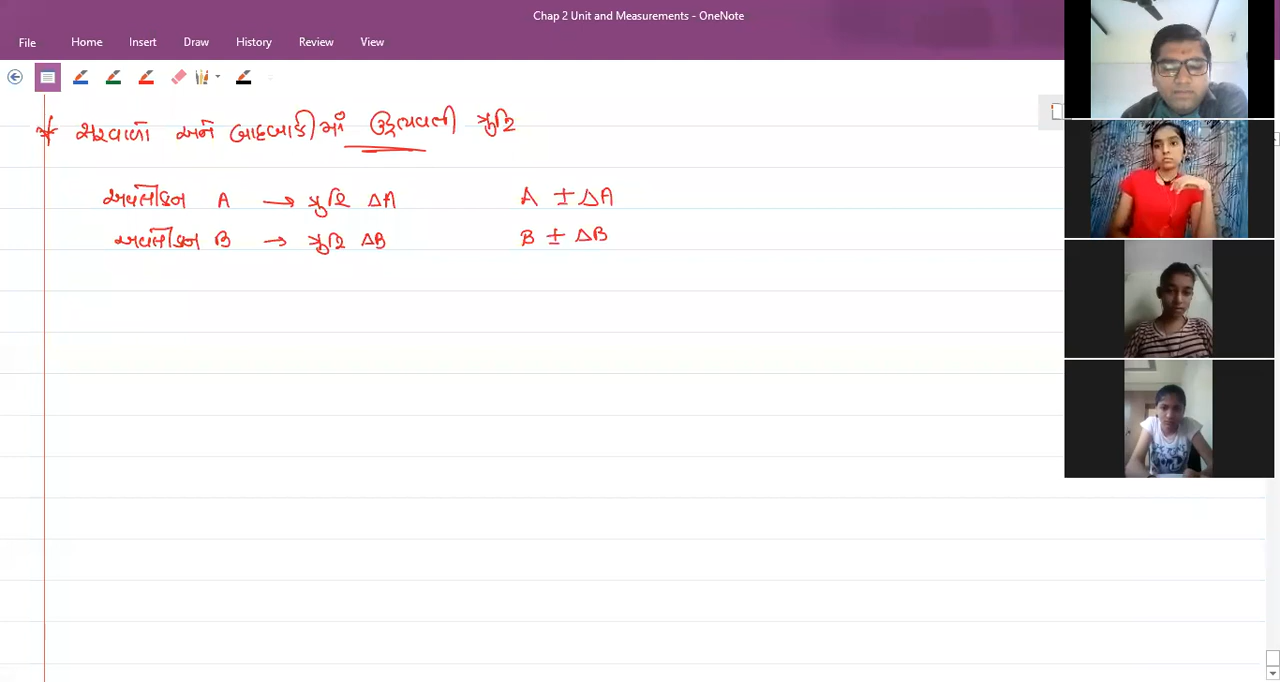 Chap 2 Unit and Measurements - OneNote
File Home Insert Draw History Review View
* સરવાળા અને બાદબાકીમાં ઉદ્ભવતી ત્રુટિ
અવલોકન A → ત્રુટિ ΔA A ± ΔA
અવલોકન B → ત્રુટિ ΔB B ± ΔB